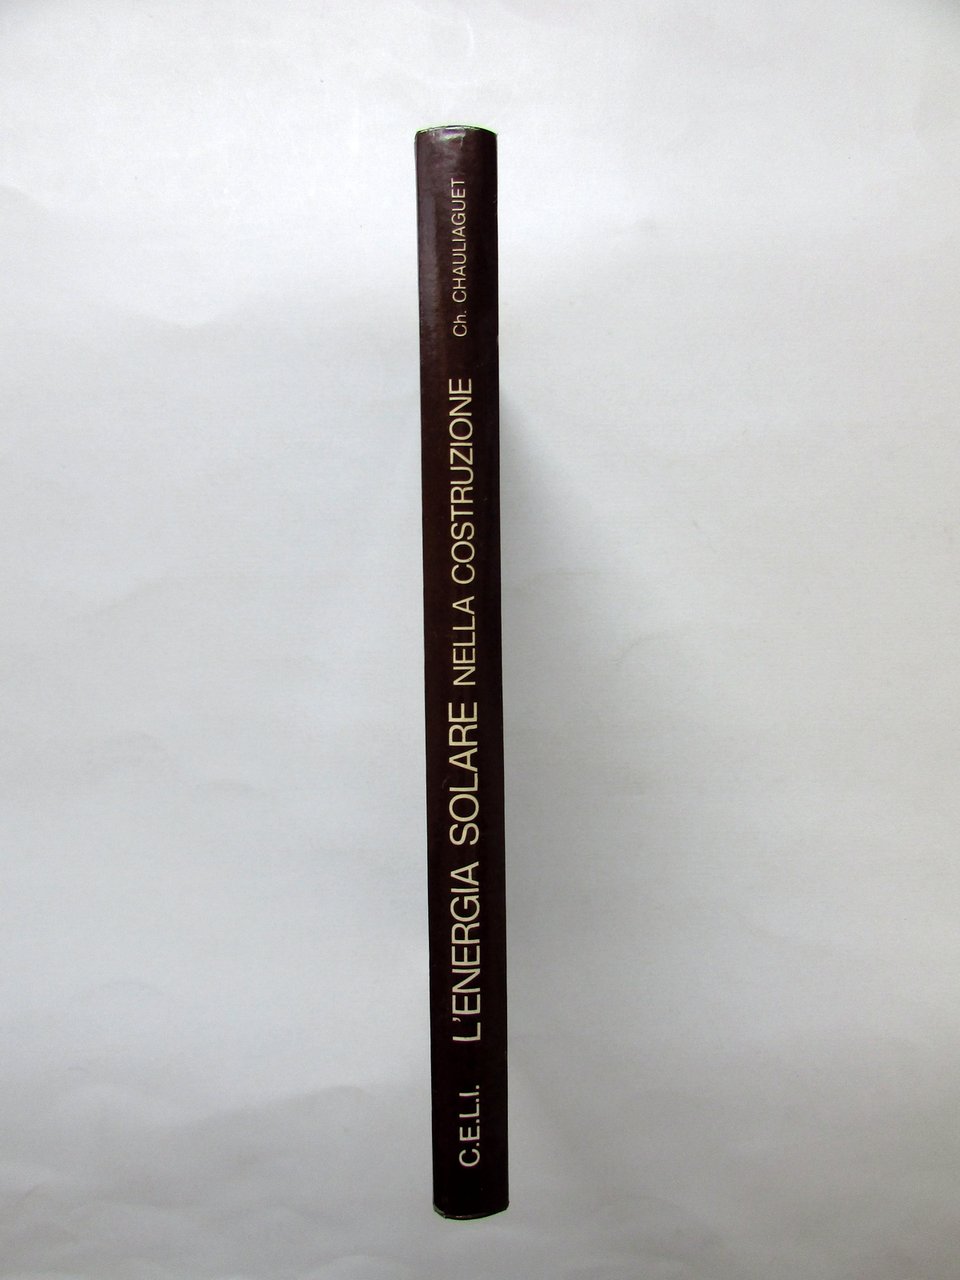 C.E.L.I. L'ENERGIA SOLARE NELLA COSTRUZIONE Ch. CHAULIAGUET